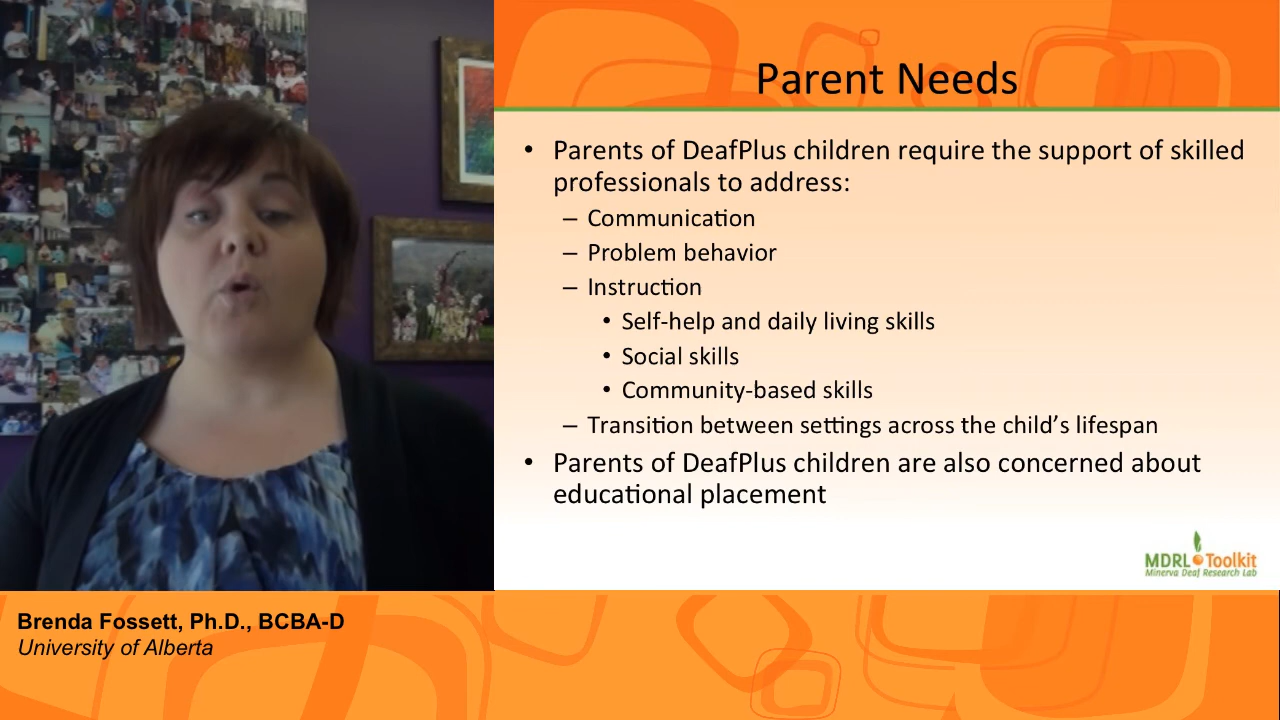 Parent Needs
• Parents of DeafPlus children require the support of skilled
professionals to address:
– Communication
– Problem behavior
– Instruction
• Self-help and daily living skills
• Social skills
• Community-based skills
– Transition between settings across the child’s lifespan
• Parents of DeafPlus children are also concerned about
educational placement
MDRL Toolkit
Minerva Deaf Research Lab
Brenda Fossett, Ph.D., BCBA-D
University of Alberta